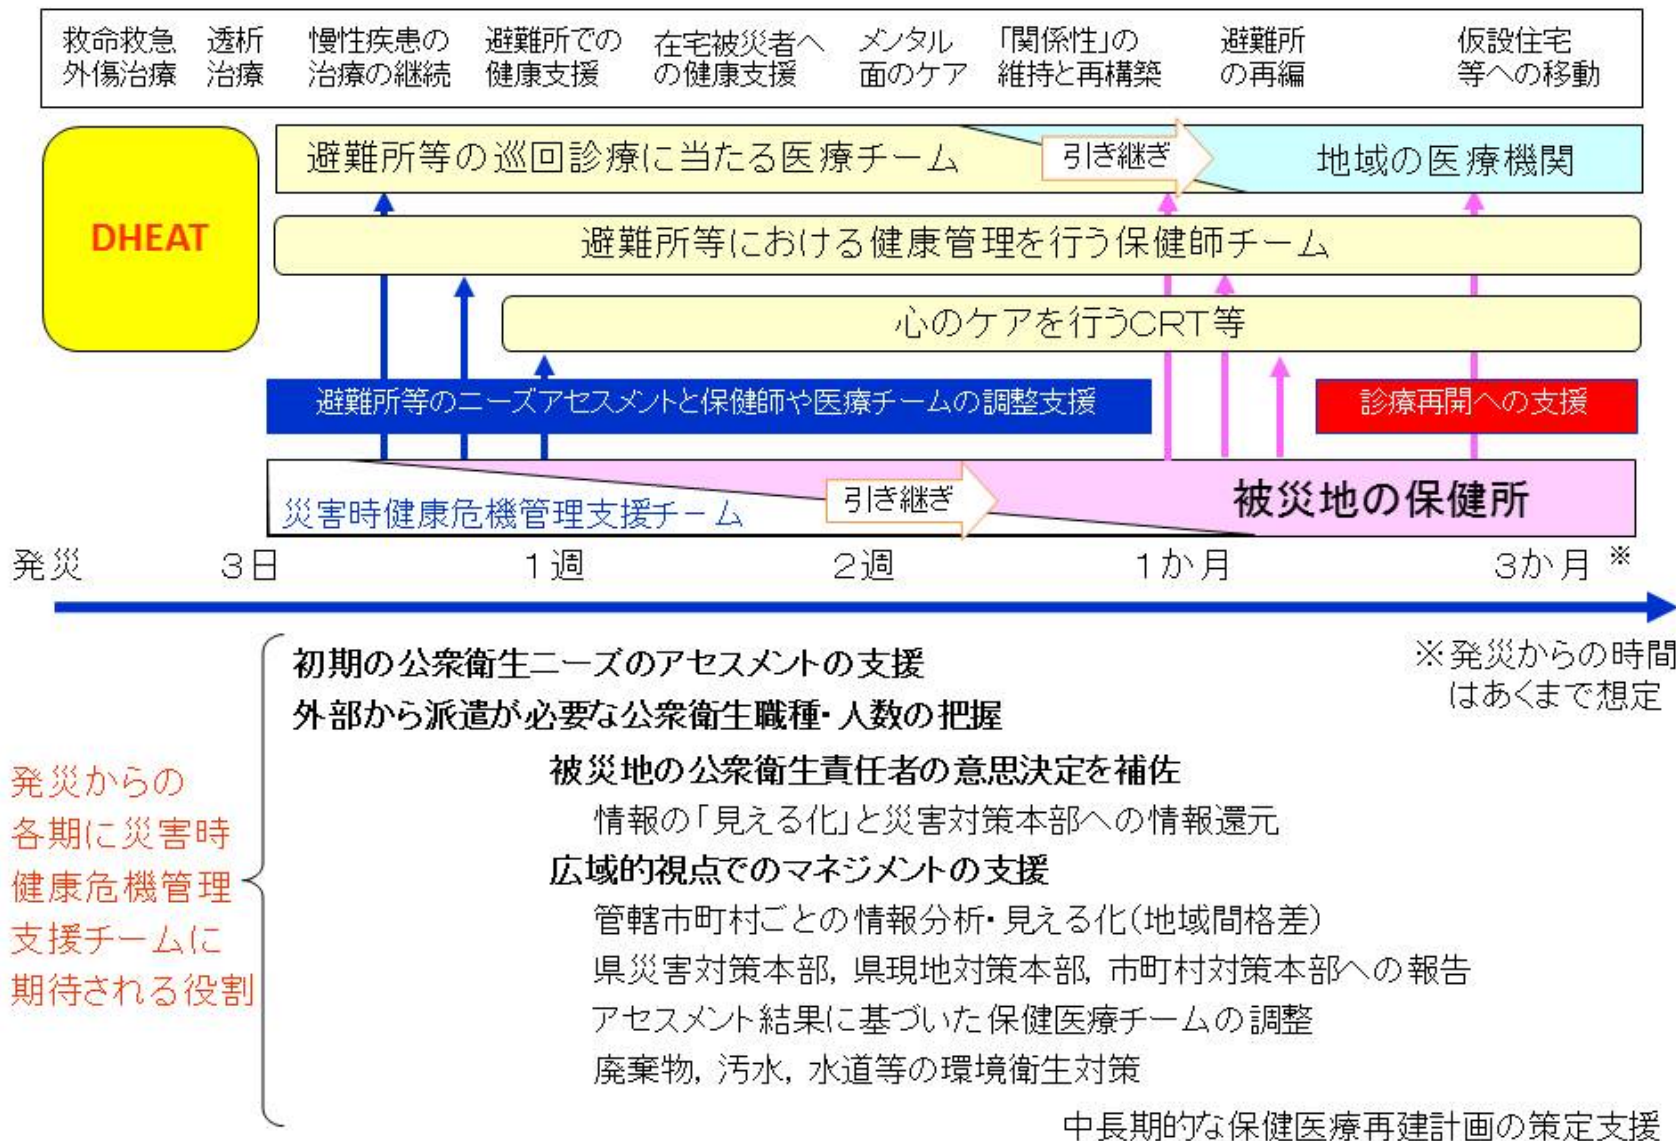 救命救急
外傷治療
透析
治療
慢性疾患の
治療の継続
避難所での
健康支援
在宅被災者へ
の健康支援
メンタル
面のケア
「関係性」の
維持と再構築
避難所
の再編
仮設住宅
等への移動
DHEAT
避難所等の巡回診療に当たる医療チーム
引き継ぎ
地域の医療機関
避難所等における健康管理を行う保健師チーム
心のケアを行うCRT等
避難所等のニーズアセスメントと保健師や医療チームの調整支援
診療再開への支援
災害時健康危機管理支援チーム
引き継ぎ
被災地の保健所
発災 3日 1週 2週 1か月 3か月 ※
※発災からの時間
はあくまで想定
発災からの
各期に災害時
健康危機管理
支援チームに
期待される役割
初期の公衆衛生ニーズのアセスメントの支援
外部から派遣が必要な公衆衛生職種・人数の把握
被災地の公衆衛生責任者の意思決定を補佐
情報の「見える化」と災害対策本部への情報還元
広域的視点でのマネジメントの支援
管轄市町村ごとの情報分析・見える化(地域間格差)
県災害対策本部, 県現地対策本部, 市町村対策本部への報告
アセスメント結果に基づいた保健医療チームの調整
廃棄物, 汚水, 水道等の環境衛生対策
中長期的な保健医療再建計画の策定支援